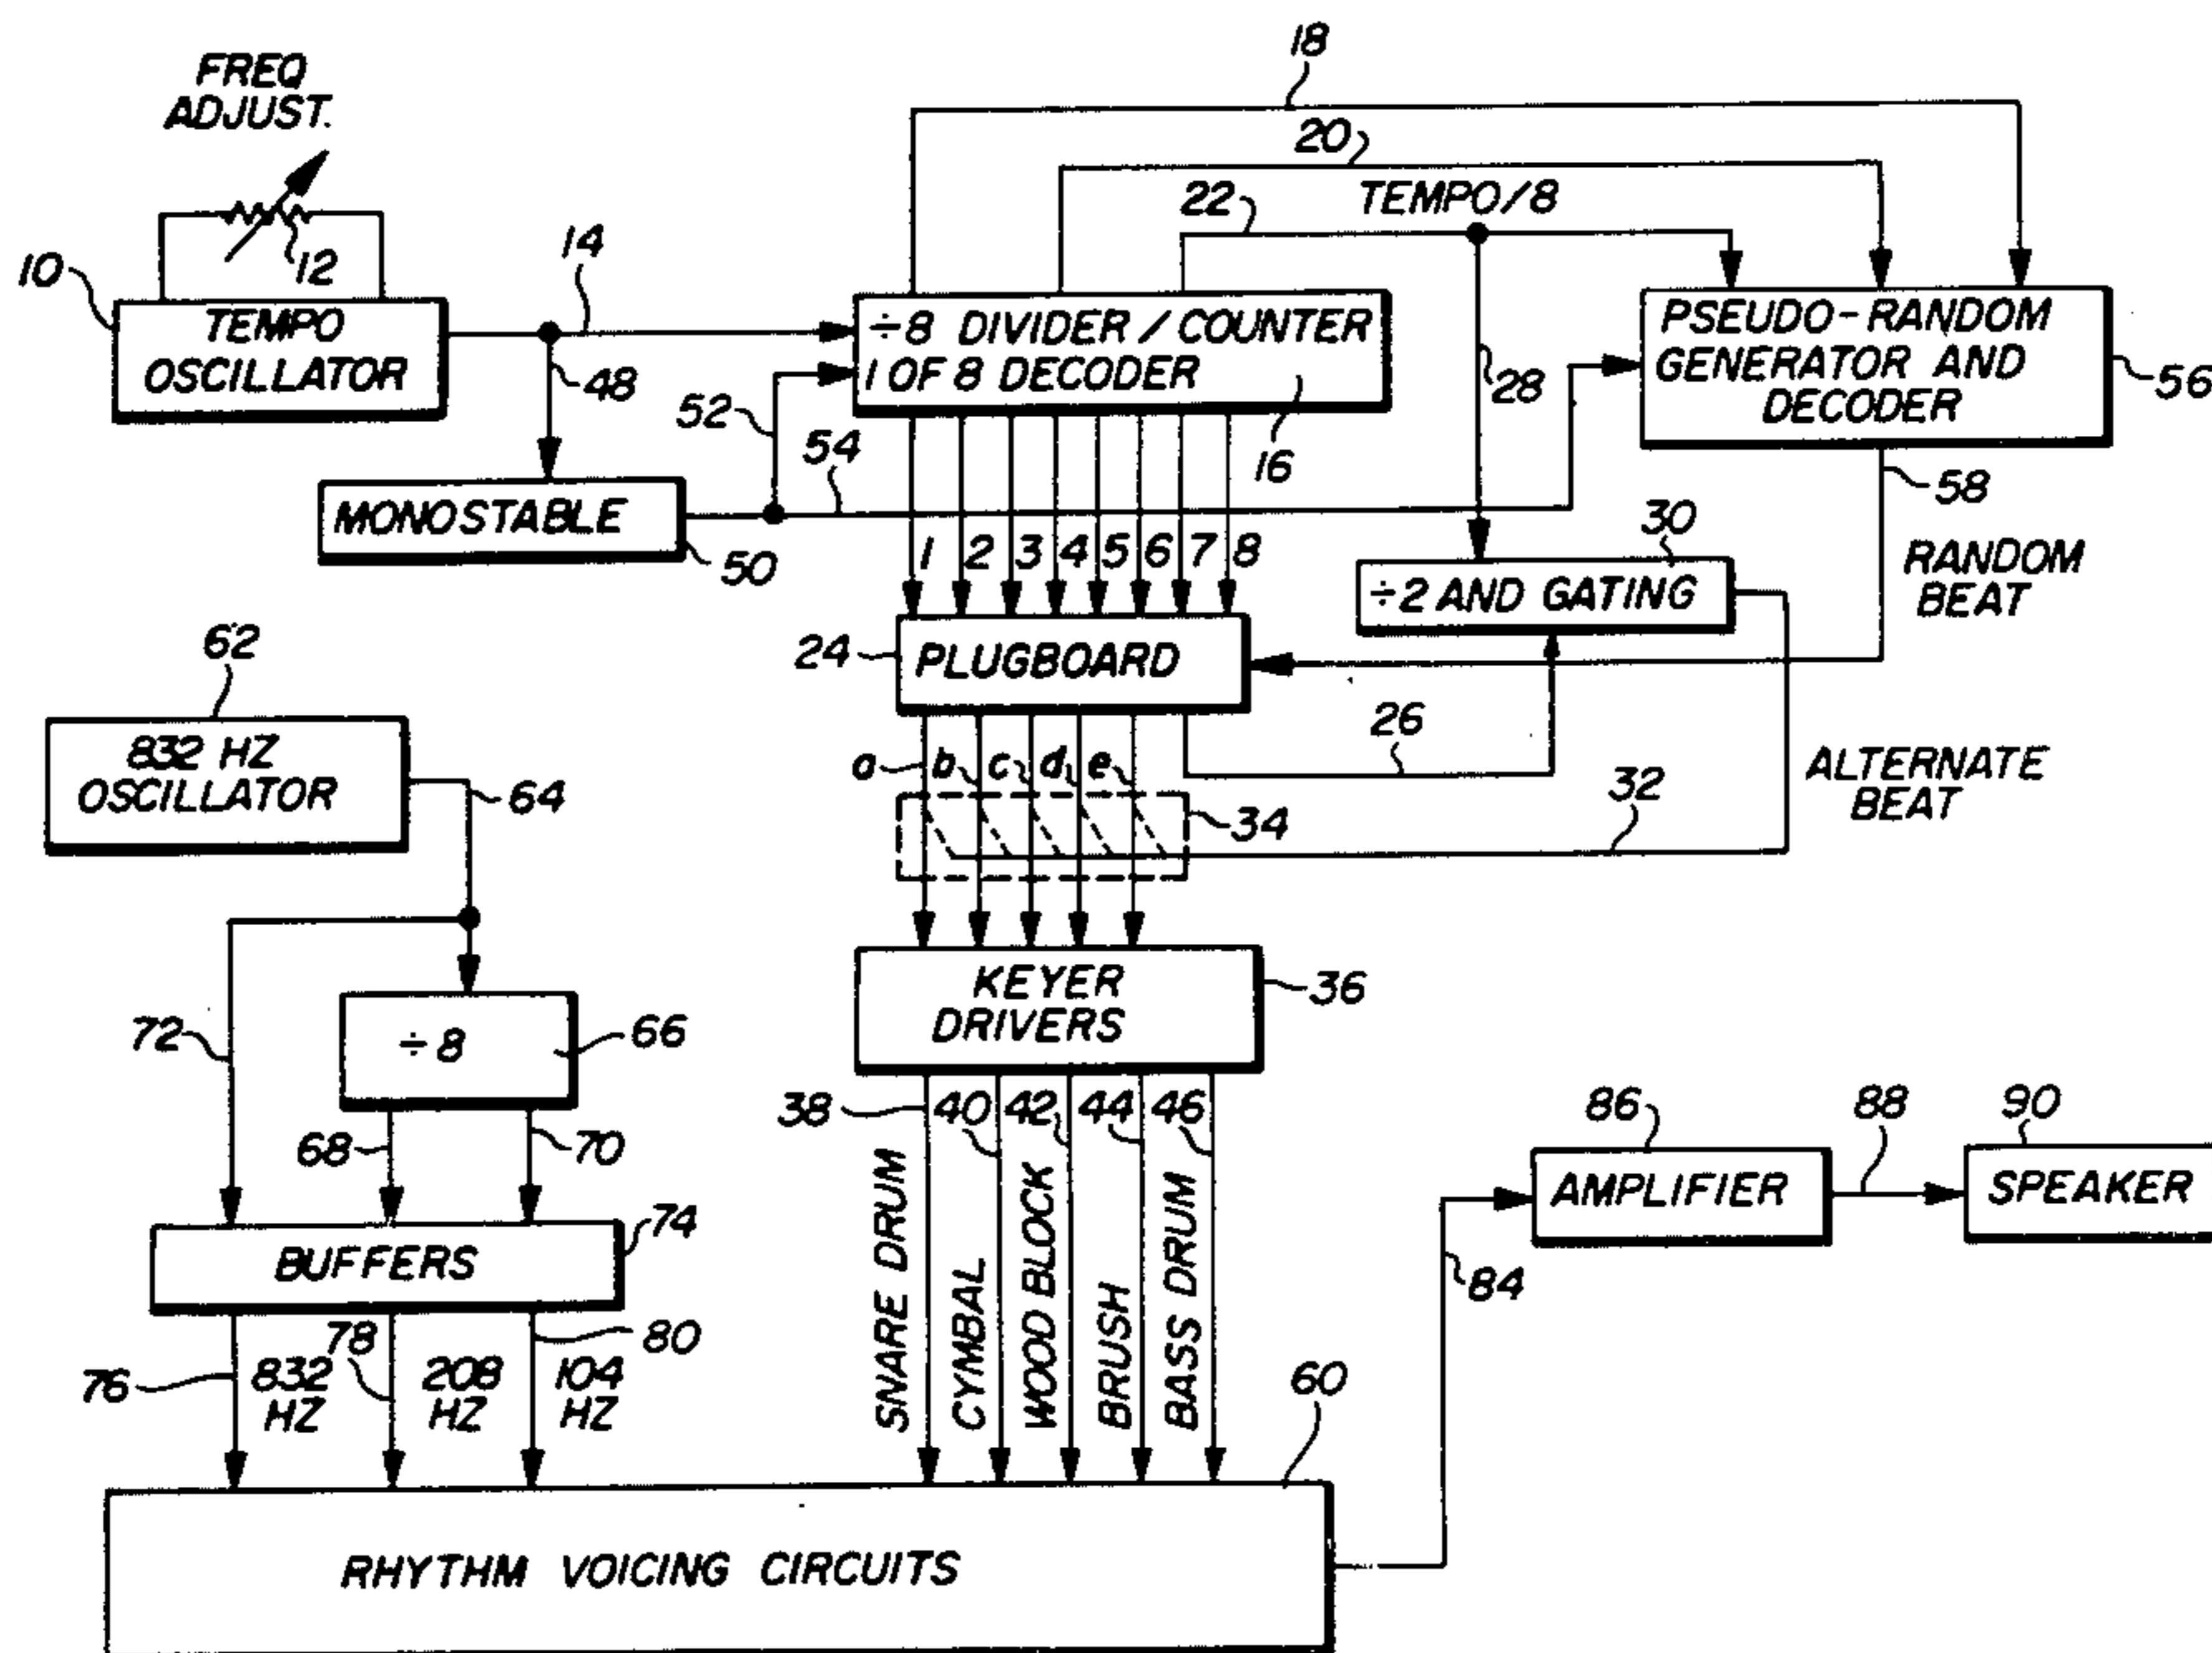 FREQ
ADJUST.
18
20
22
TEMPO/8
10
12
14
TEMPO
OSCILLATOR
÷8 DIVIDER / COUNTER
1 OF 8 DECODER
PSEUDO-RANDOM
GENERATOR AND
DECODER
56
48
52
54
16
28
58
MONOSTABLE
50
1 2 3 4 5 6 7 8
30
÷2 AND GATING
RANDOM
BEAT
62
24
PLUGBOARD
26
832 HZ
OSCILLATOR
64
a b c d e
34
32
ALTERNATE
BEAT
KEYER
DRIVERS
36
72
÷8
66
68
70
38
40
42
44
46
86
88
90
AMPLIFIER
SPEAKER
BUFFERS
74
SNARE DRUM
CYMBAL
WOOD BLOCK
BRUSH
BASS DRUM
84
76
832
HZ
78
208
HZ
104
HZ
80
60
RHYTHM VOICING CIRCUITS